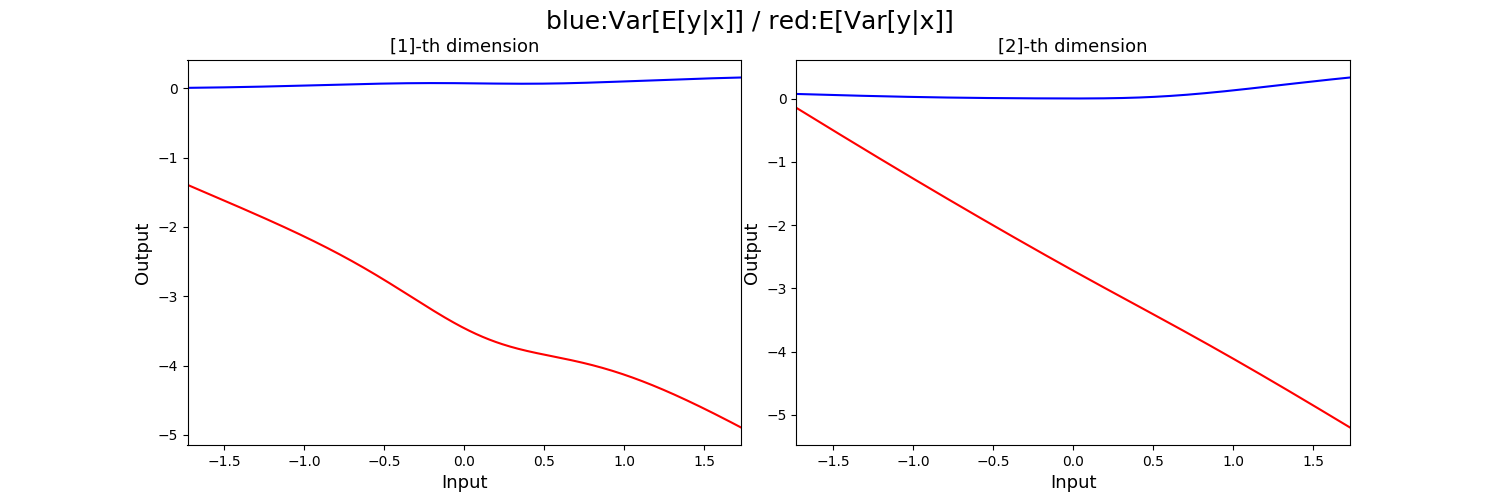 blue:Var[E[y|x]] / red:E[Var[y|x]]
[1]-th dimension
Output
0
−1
−2
−3
−4
−5
−1.5 −1.0 −0.5 0.0 0.5 1.0 1.5
Input
[2]-th dimension
Output
0
−1
−2
−3
−4
−5
−1.5 −1.0 −0.5 0.0 0.5 1.0 1.5
Input